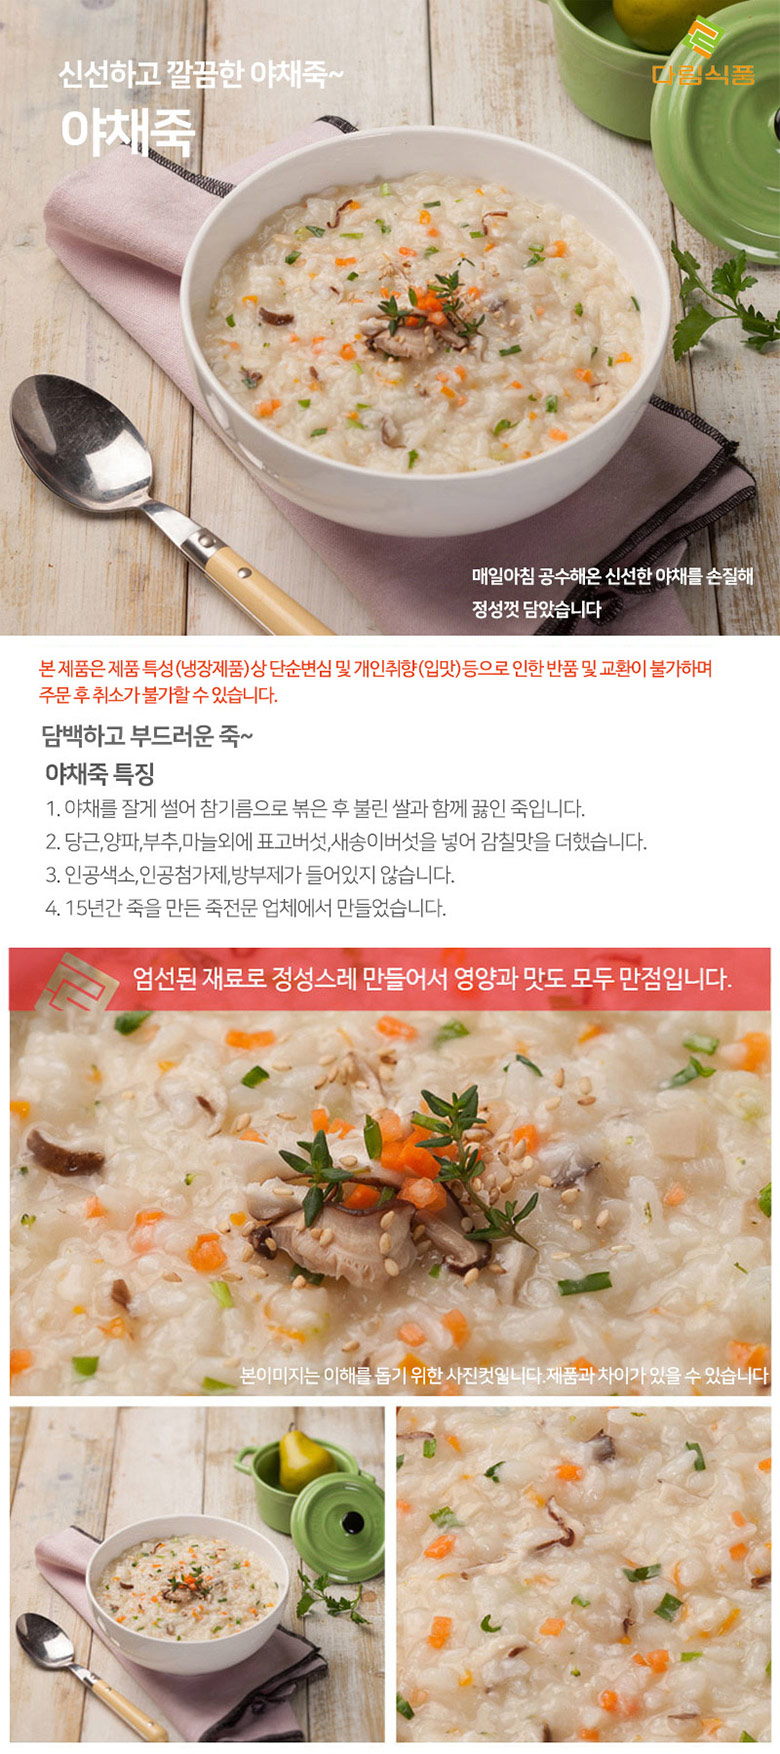 신선하고 깔끔한 야채죽~
다림식품
야채죽
매일아침 공수해온 신선한 야채를 손질해
정성껏 담았습니다
본 제품은 제품 특성(냉장제품)상 단순변심 및 개인취향(입맛)등으로 인한 반품 및 교환이 불가하며
주문 후 취소가 불가할 수 있습니다.
담백하고 부드러운 죽~
야채죽 특징
1. 야채를 잘게 썰어 참기름으로 볶은 후 불린 쌀과 함께 끓인 죽입니다.
2. 당근,양파,부추,마늘외에 표고버섯,새송이버섯을 넣어 감칠맛을 더했습니다.
3. 인공색소,인공첨가제,방부제가 들어있지 않습니다.
4. 15년간 죽을 만든 죽전문 업체에서 만들었습니다.
엄선된 재료로 정성스레 만들어서 영양과 맛도 모두 만점입니다.
본이미지는 이해를 돕기 위한 사진컷입니다.제품과 차이가 있을 수 있습니다